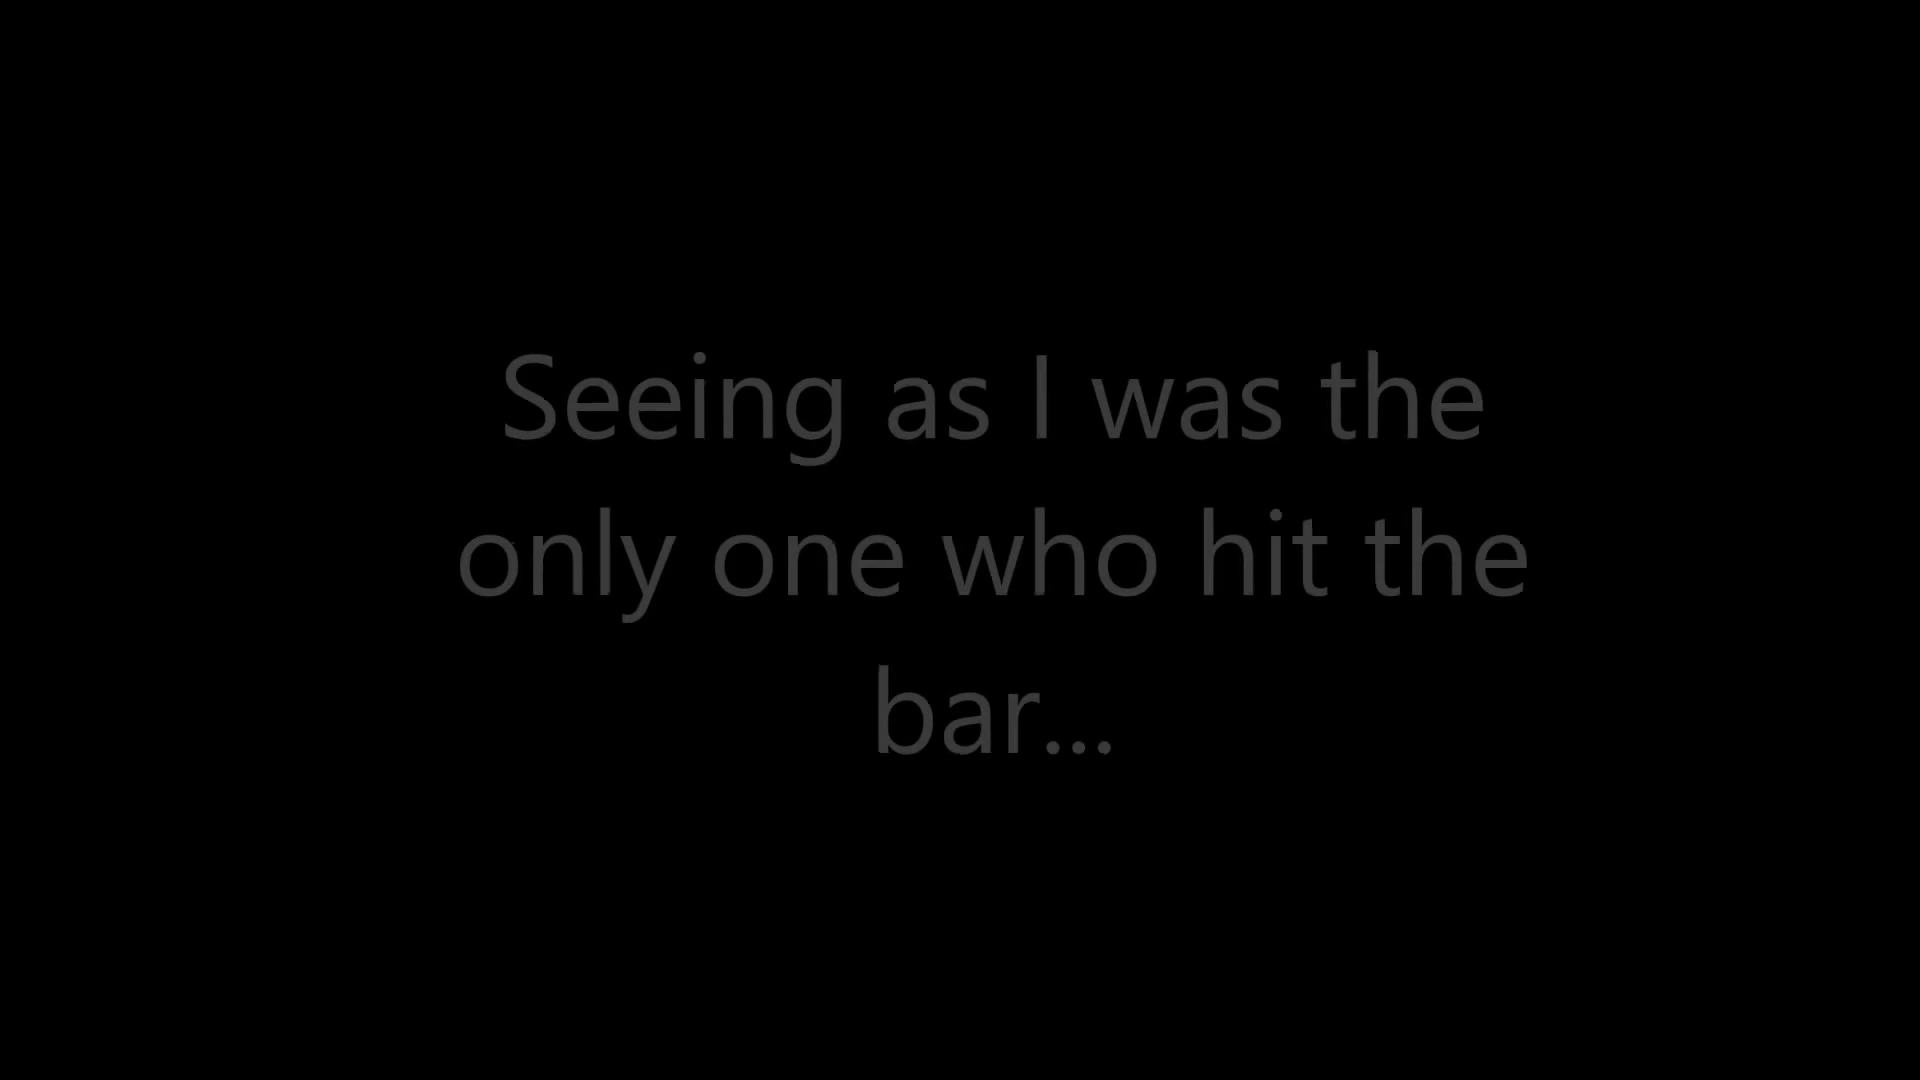 Seeing as I was the
only one who hit the
bar...